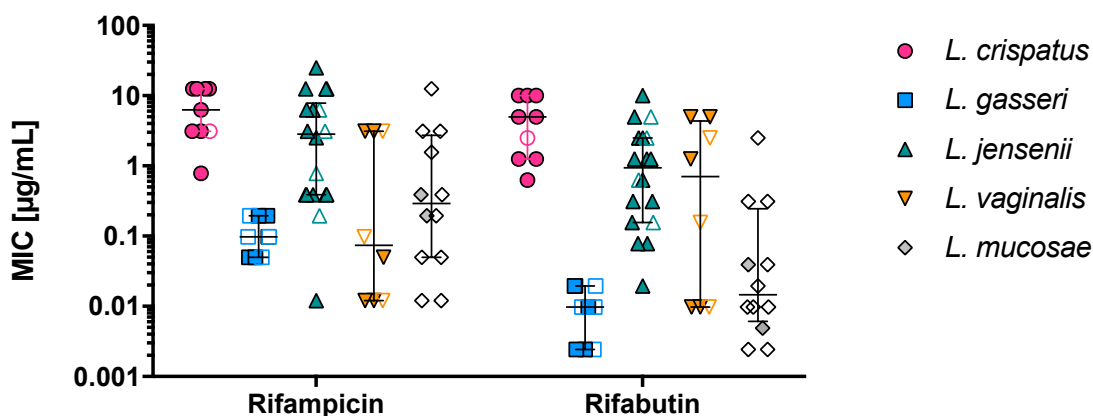 MIC [µg/mL]
100
10
1
0.1
0.01
0.001
Rifampicin
Rifabutin
L. crispatus
L. gasseri
L. jensenii
L. vaginalis
L. mucosae